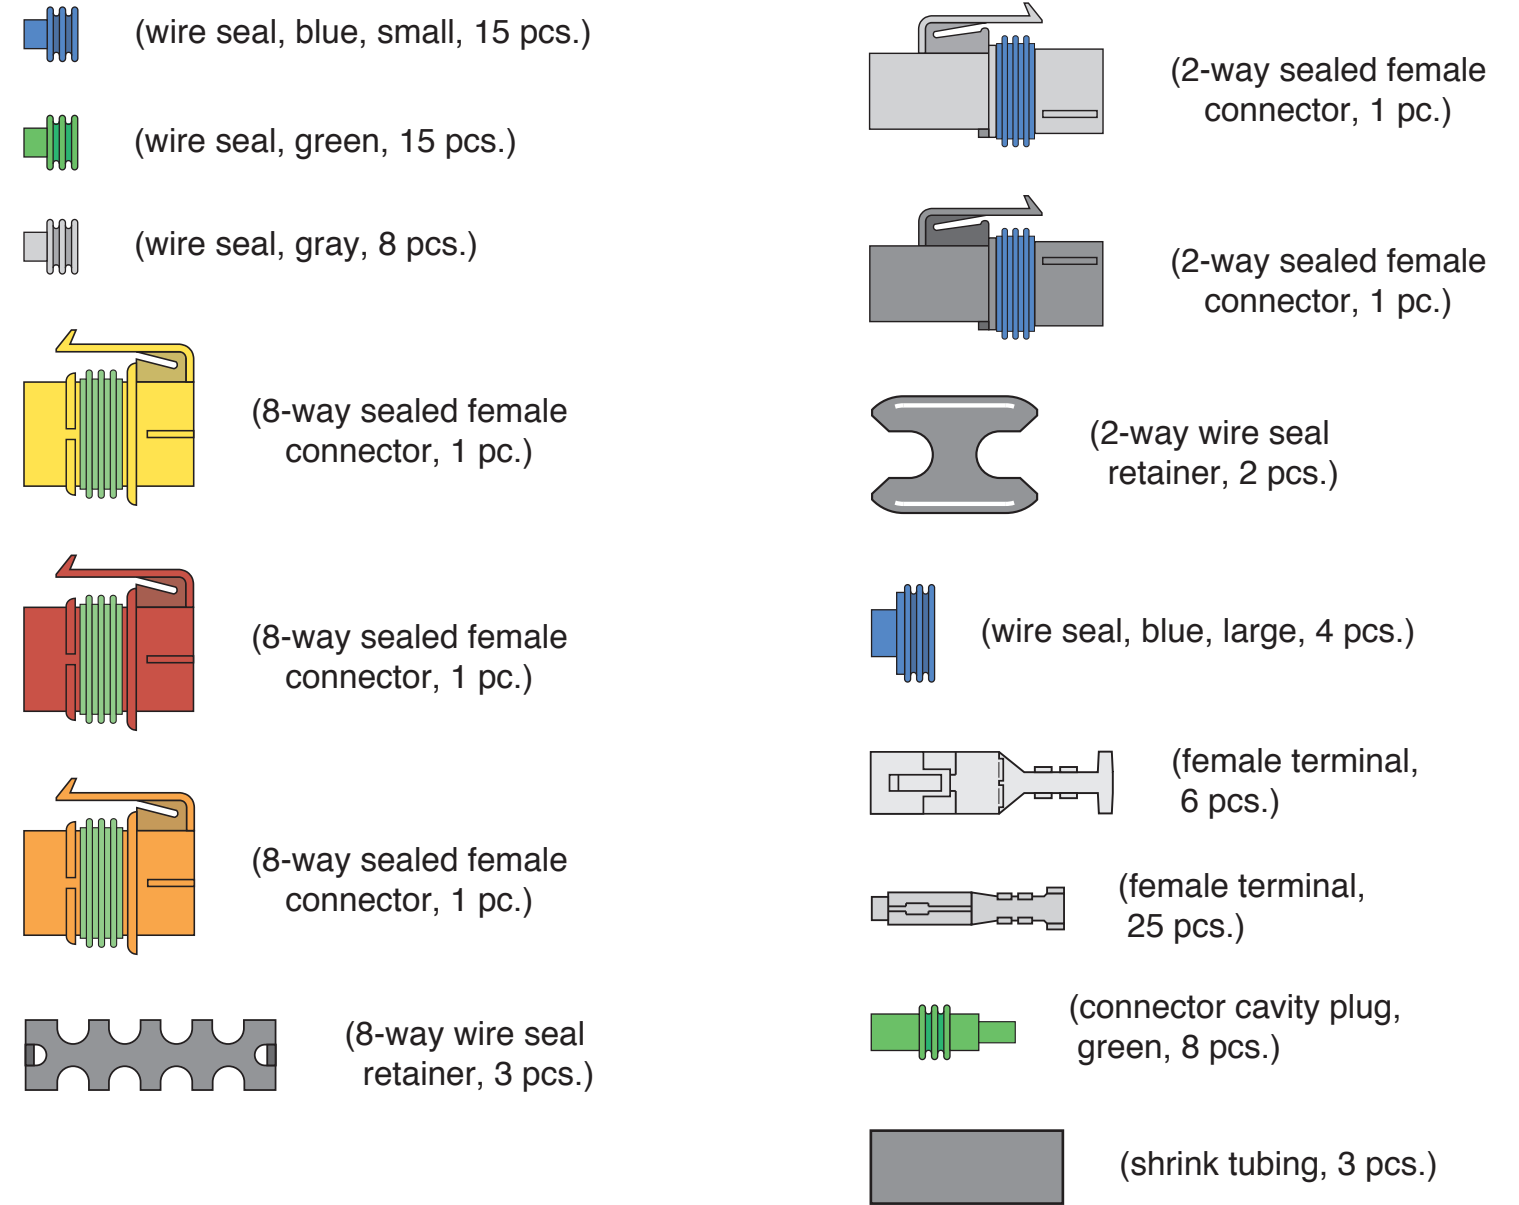 (wire seal, blue, small, 15 pcs.)
(wire seal, green, 15 pcs.)
(wire seal, gray, 8 pcs.)
(8-way sealed female
connector, 1 pc.)
(8-way sealed female
connector, 1 pc.)
(8-way sealed female
connector, 1 pc.)
(8-way wire seal
retainer, 3 pcs.)
(2-way sealed female
connector, 1 pc.)
(2-way sealed female
connector, 1 pc.)
(2-way wire seal
retainer, 2 pcs.)
(wire seal, blue, large, 4 pcs.)
(female terminal,
6 pcs.)
(female terminal,
25 pcs.)
(connector cavity plug,
green, 8 pcs.)
(shrink tubing, 3 pcs.)